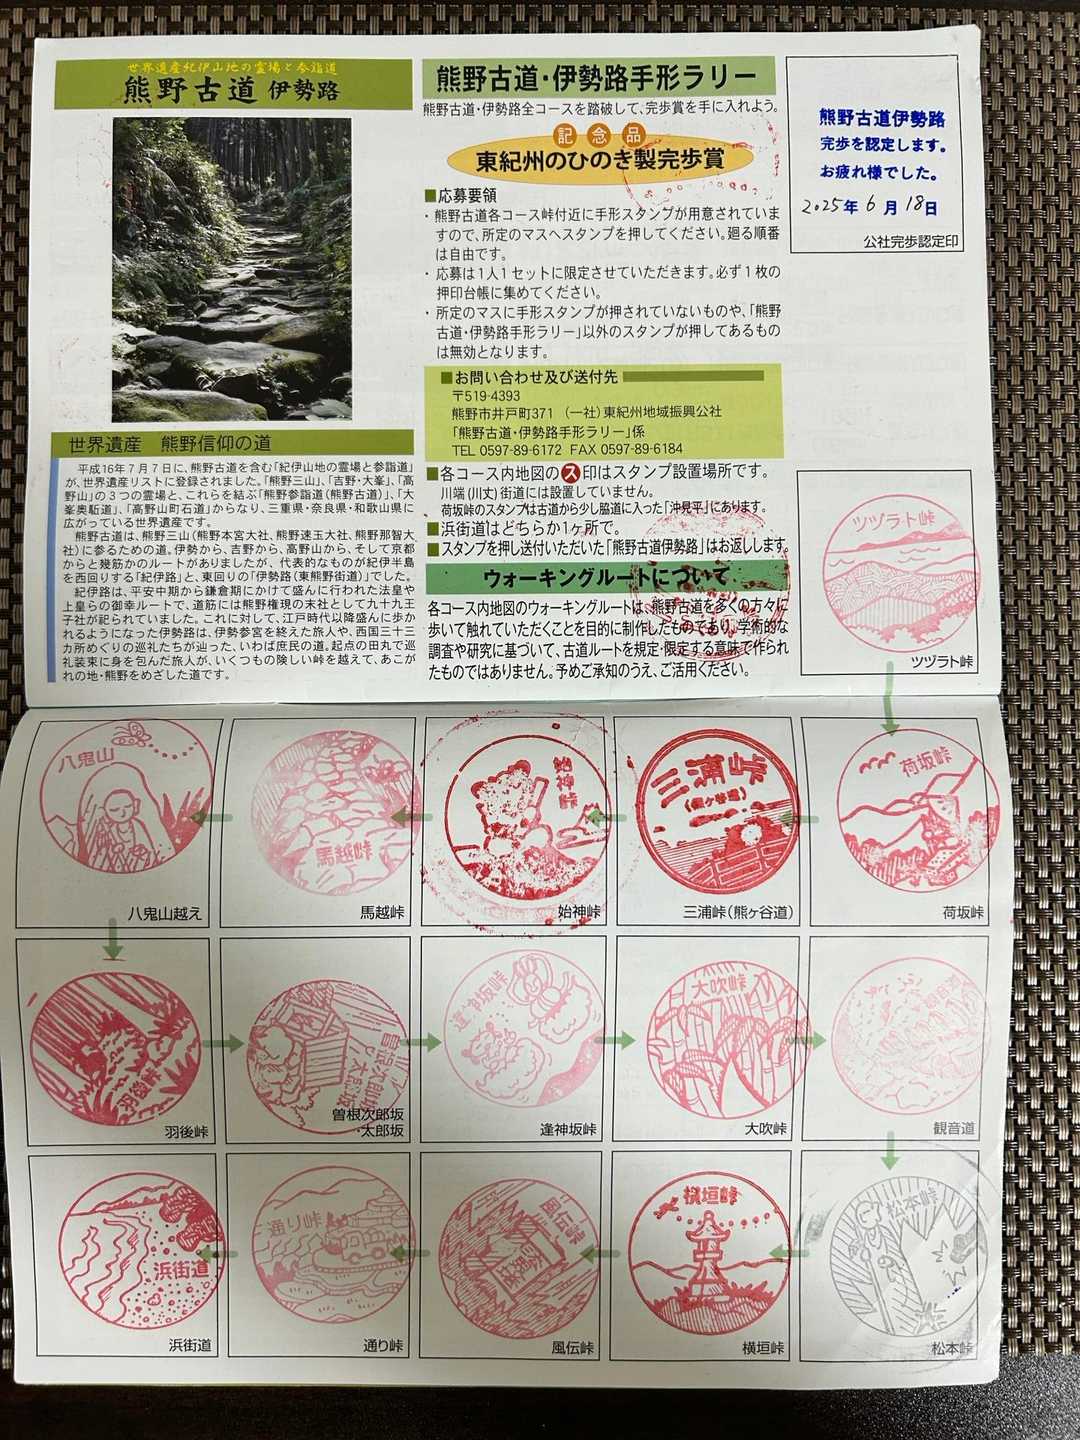 世界遺産紀伊山地の霊場と参詣道
熊野古道 伊勢路
世界遺産　熊野信仰の道
平成16年7月7日に、熊野古道を含む「紀伊山地の霊場と参詣道」
が、世界遺産リストに登録されました。「熊野三山」、「吉野・大峯」、「高
野山」の3つの霊場と、これらを結ぶ「熊野参詣道(熊野古道)」、「大
峯奥駈道」、「高野山町石道」からなり、三重県・奈良県・和歌山県に
広がっている世界遺産です。
熊野古道は、熊野三山(熊野本宮大社、熊野速玉大社、熊野那智大
社)に参るための道。伊勢から、吉野から、高野山から、そして京都
からと幾筋かのルートがありましたが、代表的なものが紀伊半島
を西回りする「紀伊路」と、東回りの「伊勢路(東熊野街道)」でした。
紀伊路は、平安中期から鎌倉期にかけて盛んに行われた法皇や
上皇らの御幸ルートで、道筋には熊野権現の末社として九十九王
子社が祀られていました。これに対して、江戸時代以降盛んに歩か
れるようになった伊勢路は、伊勢参宮を終えた旅人や、西国三十三
カ所めぐりの巡礼たちが辿った、いわば庶民の道。起点の田丸で巡
礼装束に身を包んだ旅人が、いくつもの険しい峠を越えて、あこが
れの地・熊野をめざした道です。
熊野古道・伊勢路手形ラリー
熊野古道・伊勢路全コースを踏破して、完歩賞を手に入れよう。
記念品
東紀州のひのき製完歩賞
■応募要領
・熊野古道各コース峠付近に手形スタンプが用意されていま
すので、所定のマスへスタンプを押してください。廻る順番
は自由です。
・応募は1人1セットに限定させていただきます。必ず1枚の
押印台帳に集めてください。
・所定のマスに手形スタンプが押されていないものや、「熊野
古道・伊勢路手形ラリー」以外のスタンプが押してあるもの
は無効となります。
■お問い合わせ及び送付先
〒519-4393
熊野市井戸町371　(一社)東紀州地域振興公社
「熊野古道・伊勢路手形ラリー」係
TEL 0597-89-6172 FAX 0597-89-6184
■各コース内地図のス印はスタンプ設置場所です。
川端(川丈)街道には設置していません。
荷坂峠のスタンプは古道から少し脇道に入った「沖見平」にあります。
■浜街道はどちらか1ヶ所で。
■スタンプを押し送付いただいた「熊野古道伊勢路」はお返しします。
ウォーキングルートについて
各コース内地図のウォーキングルートは、熊野古道を多くの方々に
歩いて触れていただくことを目的に制作したものであり、学術的な
調査や研究に基づいて、古道ルートを規定・限定する意味で作られ
たものではありません。予めご承知のうえ、ご活用ください。
熊野古道伊勢路
完歩を認定します。
お疲れ様でした。
2025年 6月 18日
公社完歩認定印
ツヅラト峠
ツヅラト峠
八鬼山
八鬼山越え
馬越峠
馬越峠
始神峠
始神峠
三浦峠
(熊ヶ谷道)
三浦峠(熊ヶ谷道)
荷坂峠
荷坂峠
羽後峠
羽後峠
曽根次郎坂
太郎坂
曽根次郎坂
・太郎坂
逢神坂峠
逢神坂峠
大吹峠
大吹峠
観音道
観音道
浜街道
浜街道
通り峠
通り峠
風伝峠
風伝峠
横垣峠
横垣峠
松本峠
松本峠